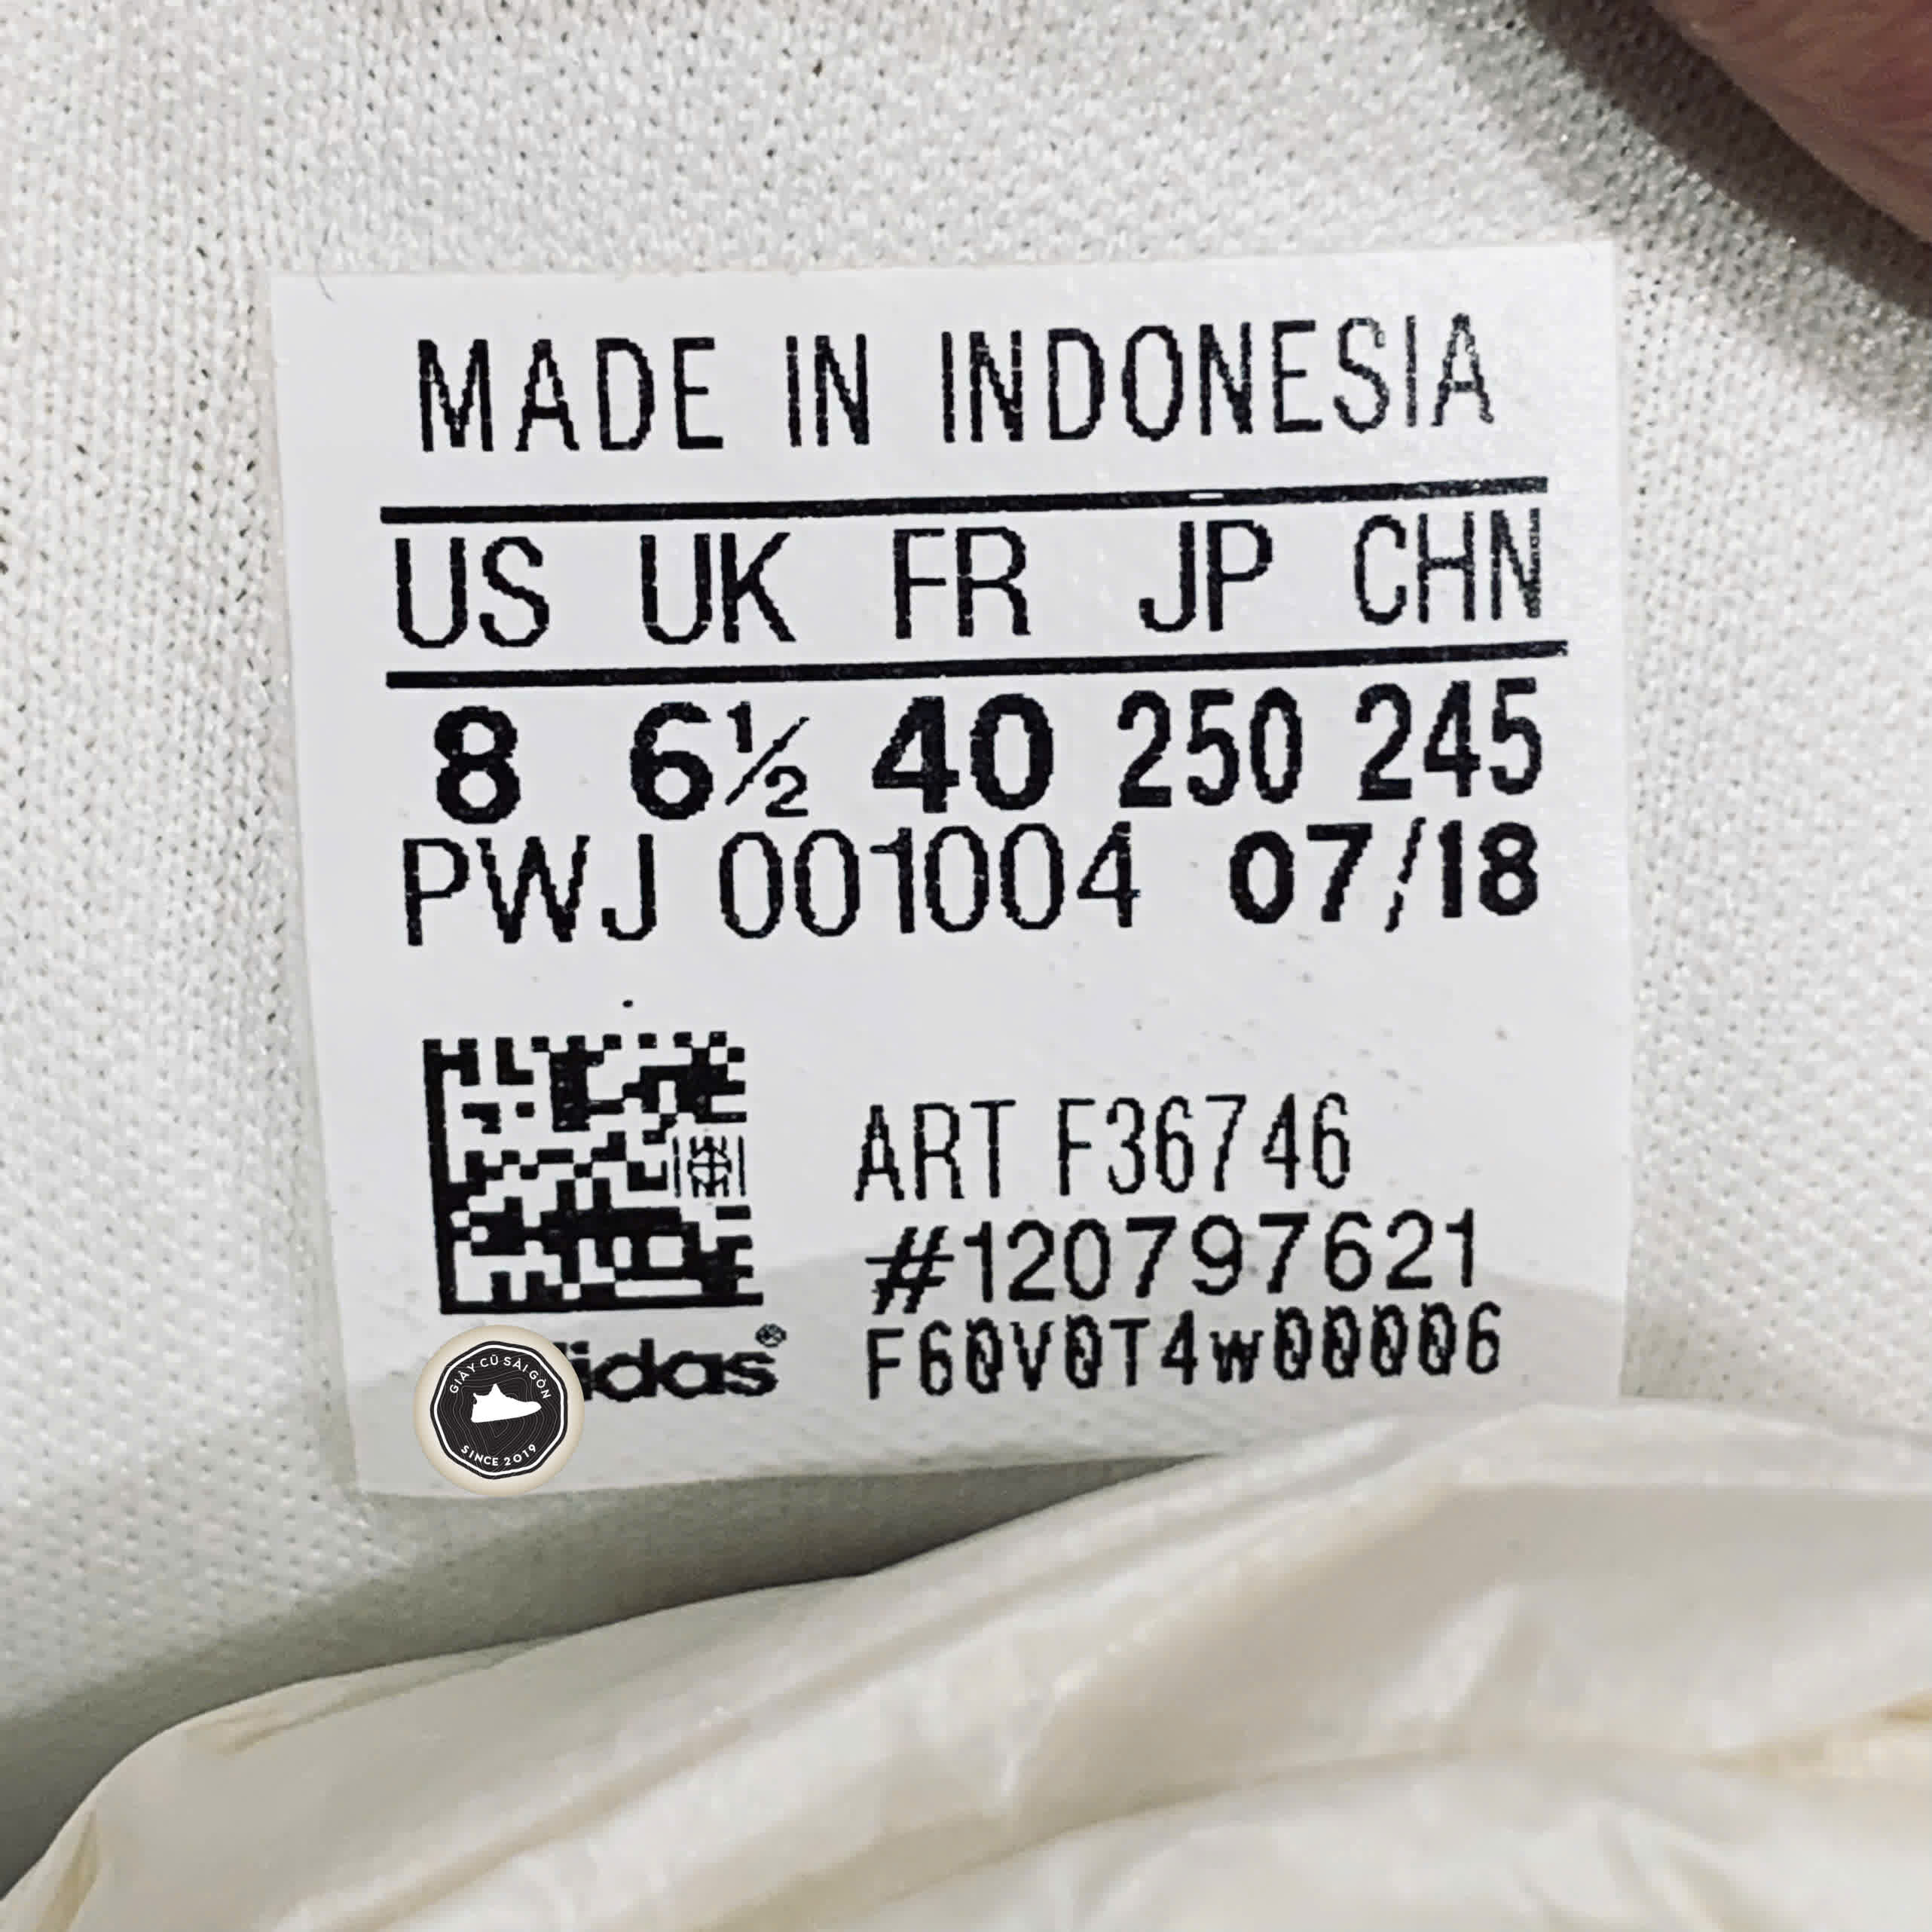 MADE IN INDONESIA
US UK FR JP CHN
8 6½ 40 250 245
PWJ 001004 07/18
ART F36746
#120797621
F60V0T4w00006
idas®
GIÀY CŨ SÀI GÒN
SINCE 2019